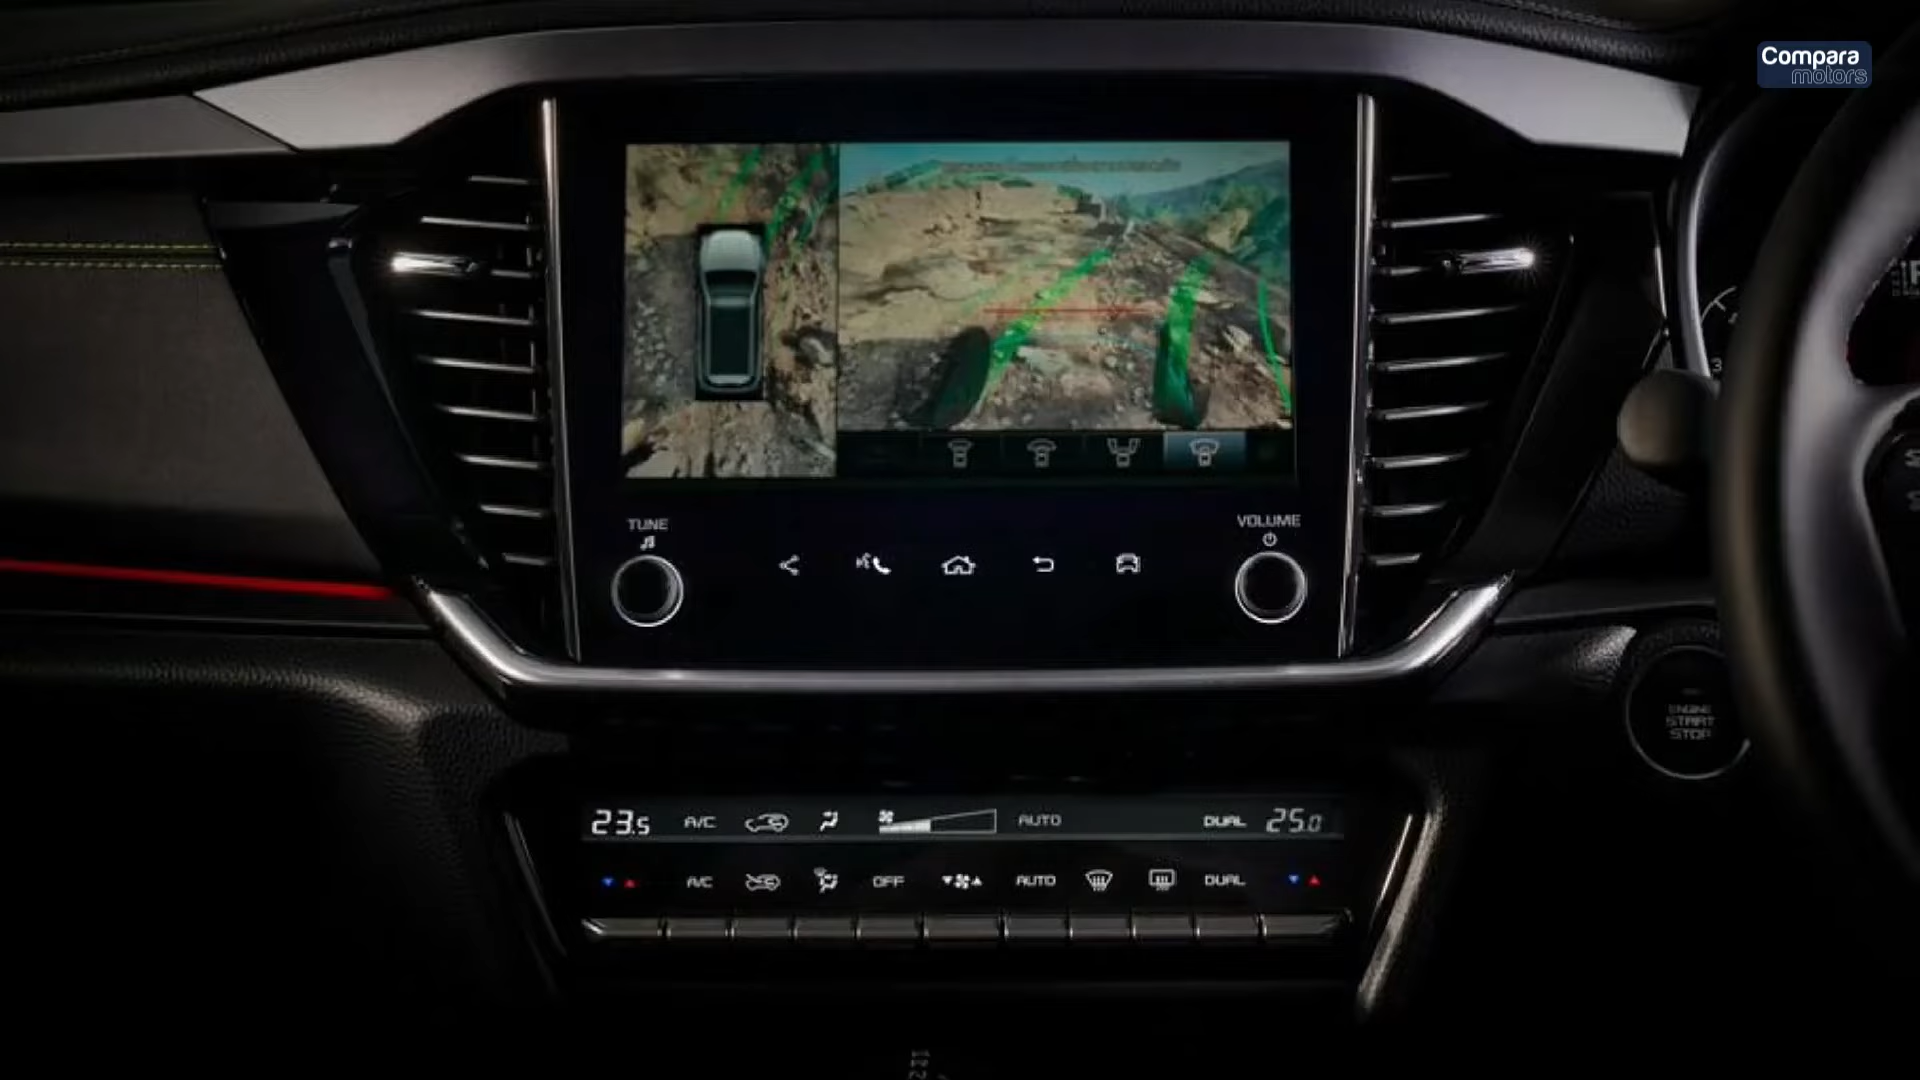 Compara
motors
TUNE
VOLUME
ENGINE
START
STOP
23.5 A/C AUTO DUAL 25.0
A/C OFF AUTO DUAL